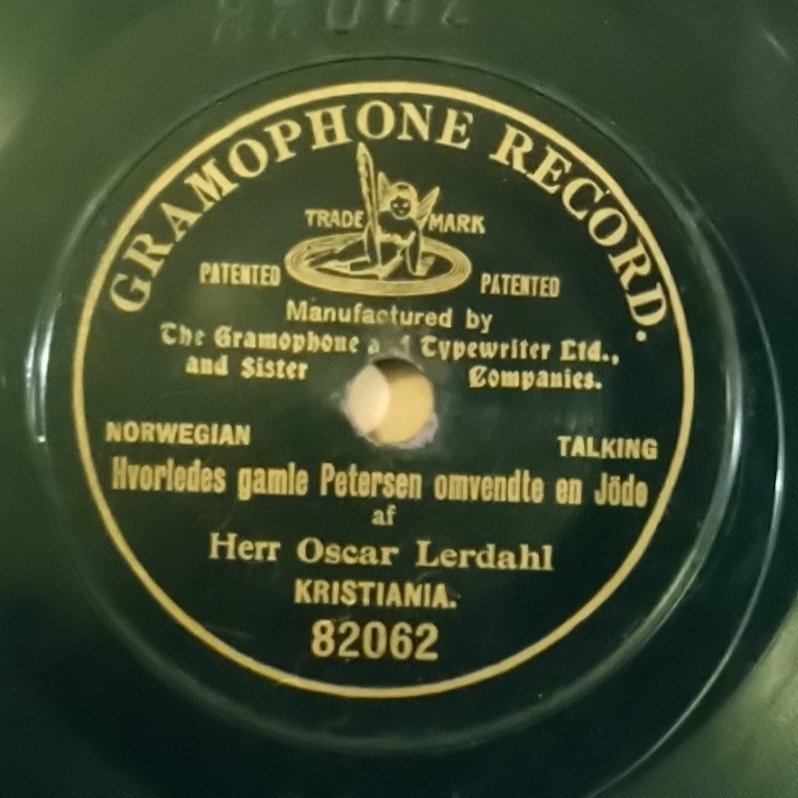 GRAMOPHONE RECORD.
TRADE MARK
PATENTED PATENTED
Manufactured by
The Gramophone and Typewriter Ltd.,
and Sister Companies.
NORWEGIAN TALKING
Hvorledes gamle Petersen omvendte en Jöde
af
Herr Oscar Lerdahl
KRISTIANIA.
82062